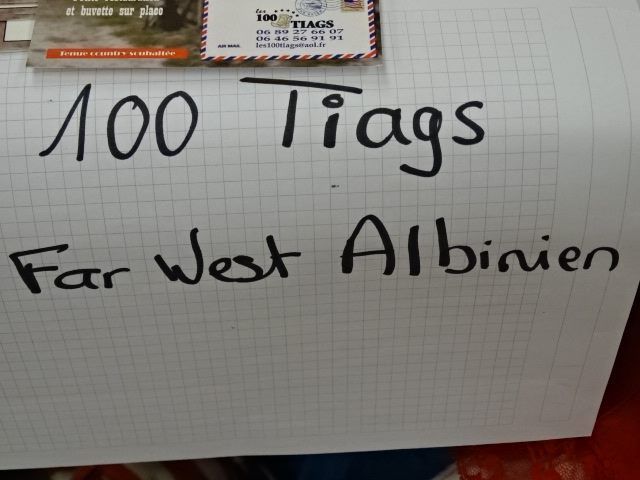 et buvette sur place
Tenue country souhaitée
les
100 TIAGS
06 89 27 66 07
06 46 56 91 91
AIR MAIL
les100tiags@aol.fr
100 Tiags
Far West Albinien